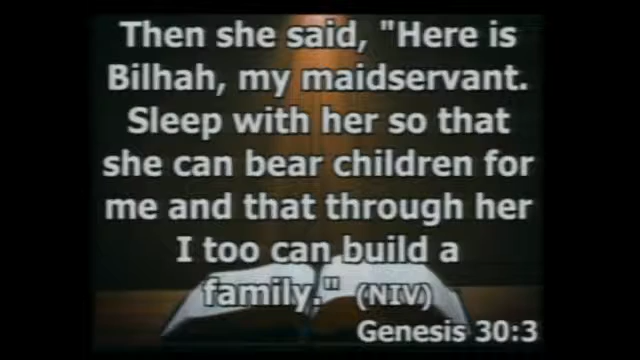 Then she said, "Here is
Bilhah, my maidservant.
Sleep with her so that
she can bear children for
me and that through her
I too can build a
family." (NIV)
Genesis 30:3